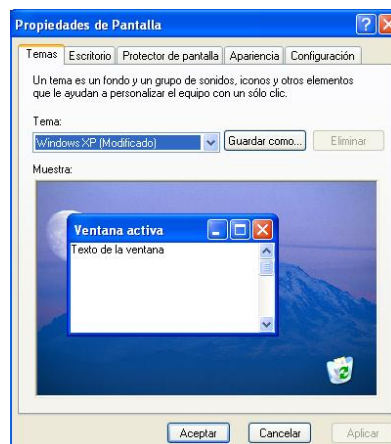 Propiedades de Pantalla
Temas Escritorio Protector de pantalla Apariencia Configuración
Un tema es un fondo y un grupo de sonidos, iconos y otros elementos
que le ayudan a personalizar el equipo con un sólo clic.
Tema:
Windows XP (Modificado) Guardar como... Eliminar
Muestra:
Ventana activa
Texto de la ventana
Aceptar Cancelar Aplicar